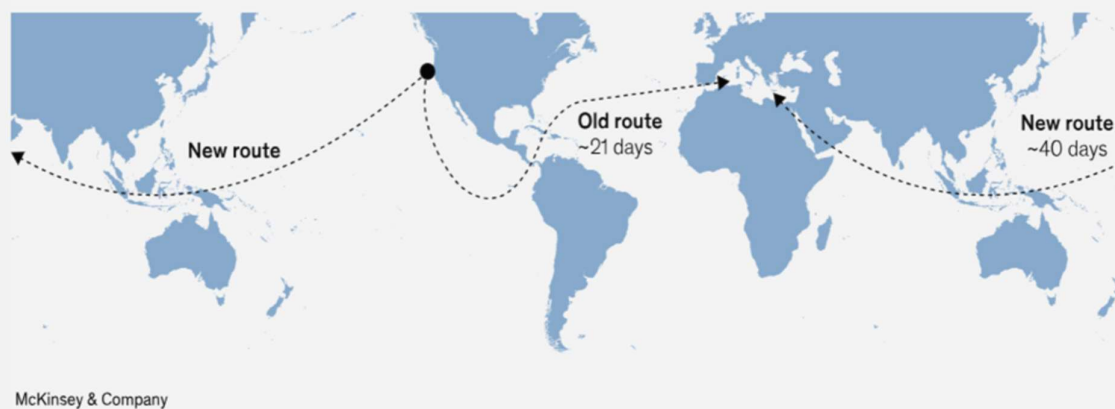 New route
Old route
~21 days
New route
~40 days
McKinsey & Company